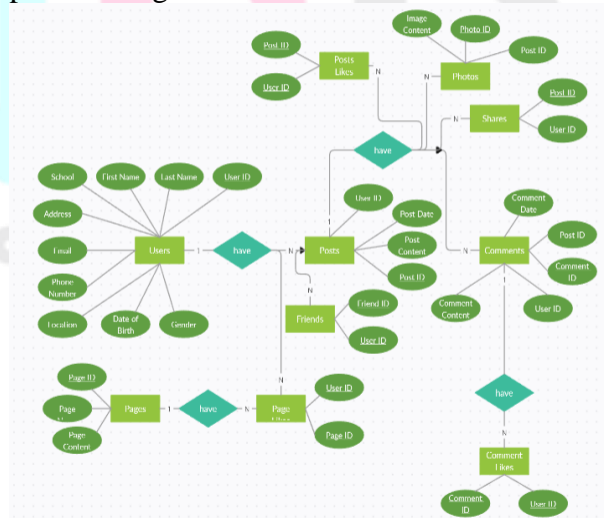 Image
Content
Photo ID
Post ID
Post ID
Posts
Likes
N
N
Photos
User ID
Post ID
N
Shares
have
User ID
School
First Name
Last Name
User ID
User ID
Comment
Date
Address
1
Post Date
Post ID
Email
Users
1
have
N
Posts
Post
Content
N
Comments
Comment
ID
Post ID
Phone
Number
N
1
Location
Date of
Birth
Gender
Friends
Friend ID
User ID
Comment
Content
User ID
Page ID
N
User ID
have
Page
Pages
1
have
N
Page
Page
Content
Page ID
N
Comment
Likes
Comment
ID
User ID